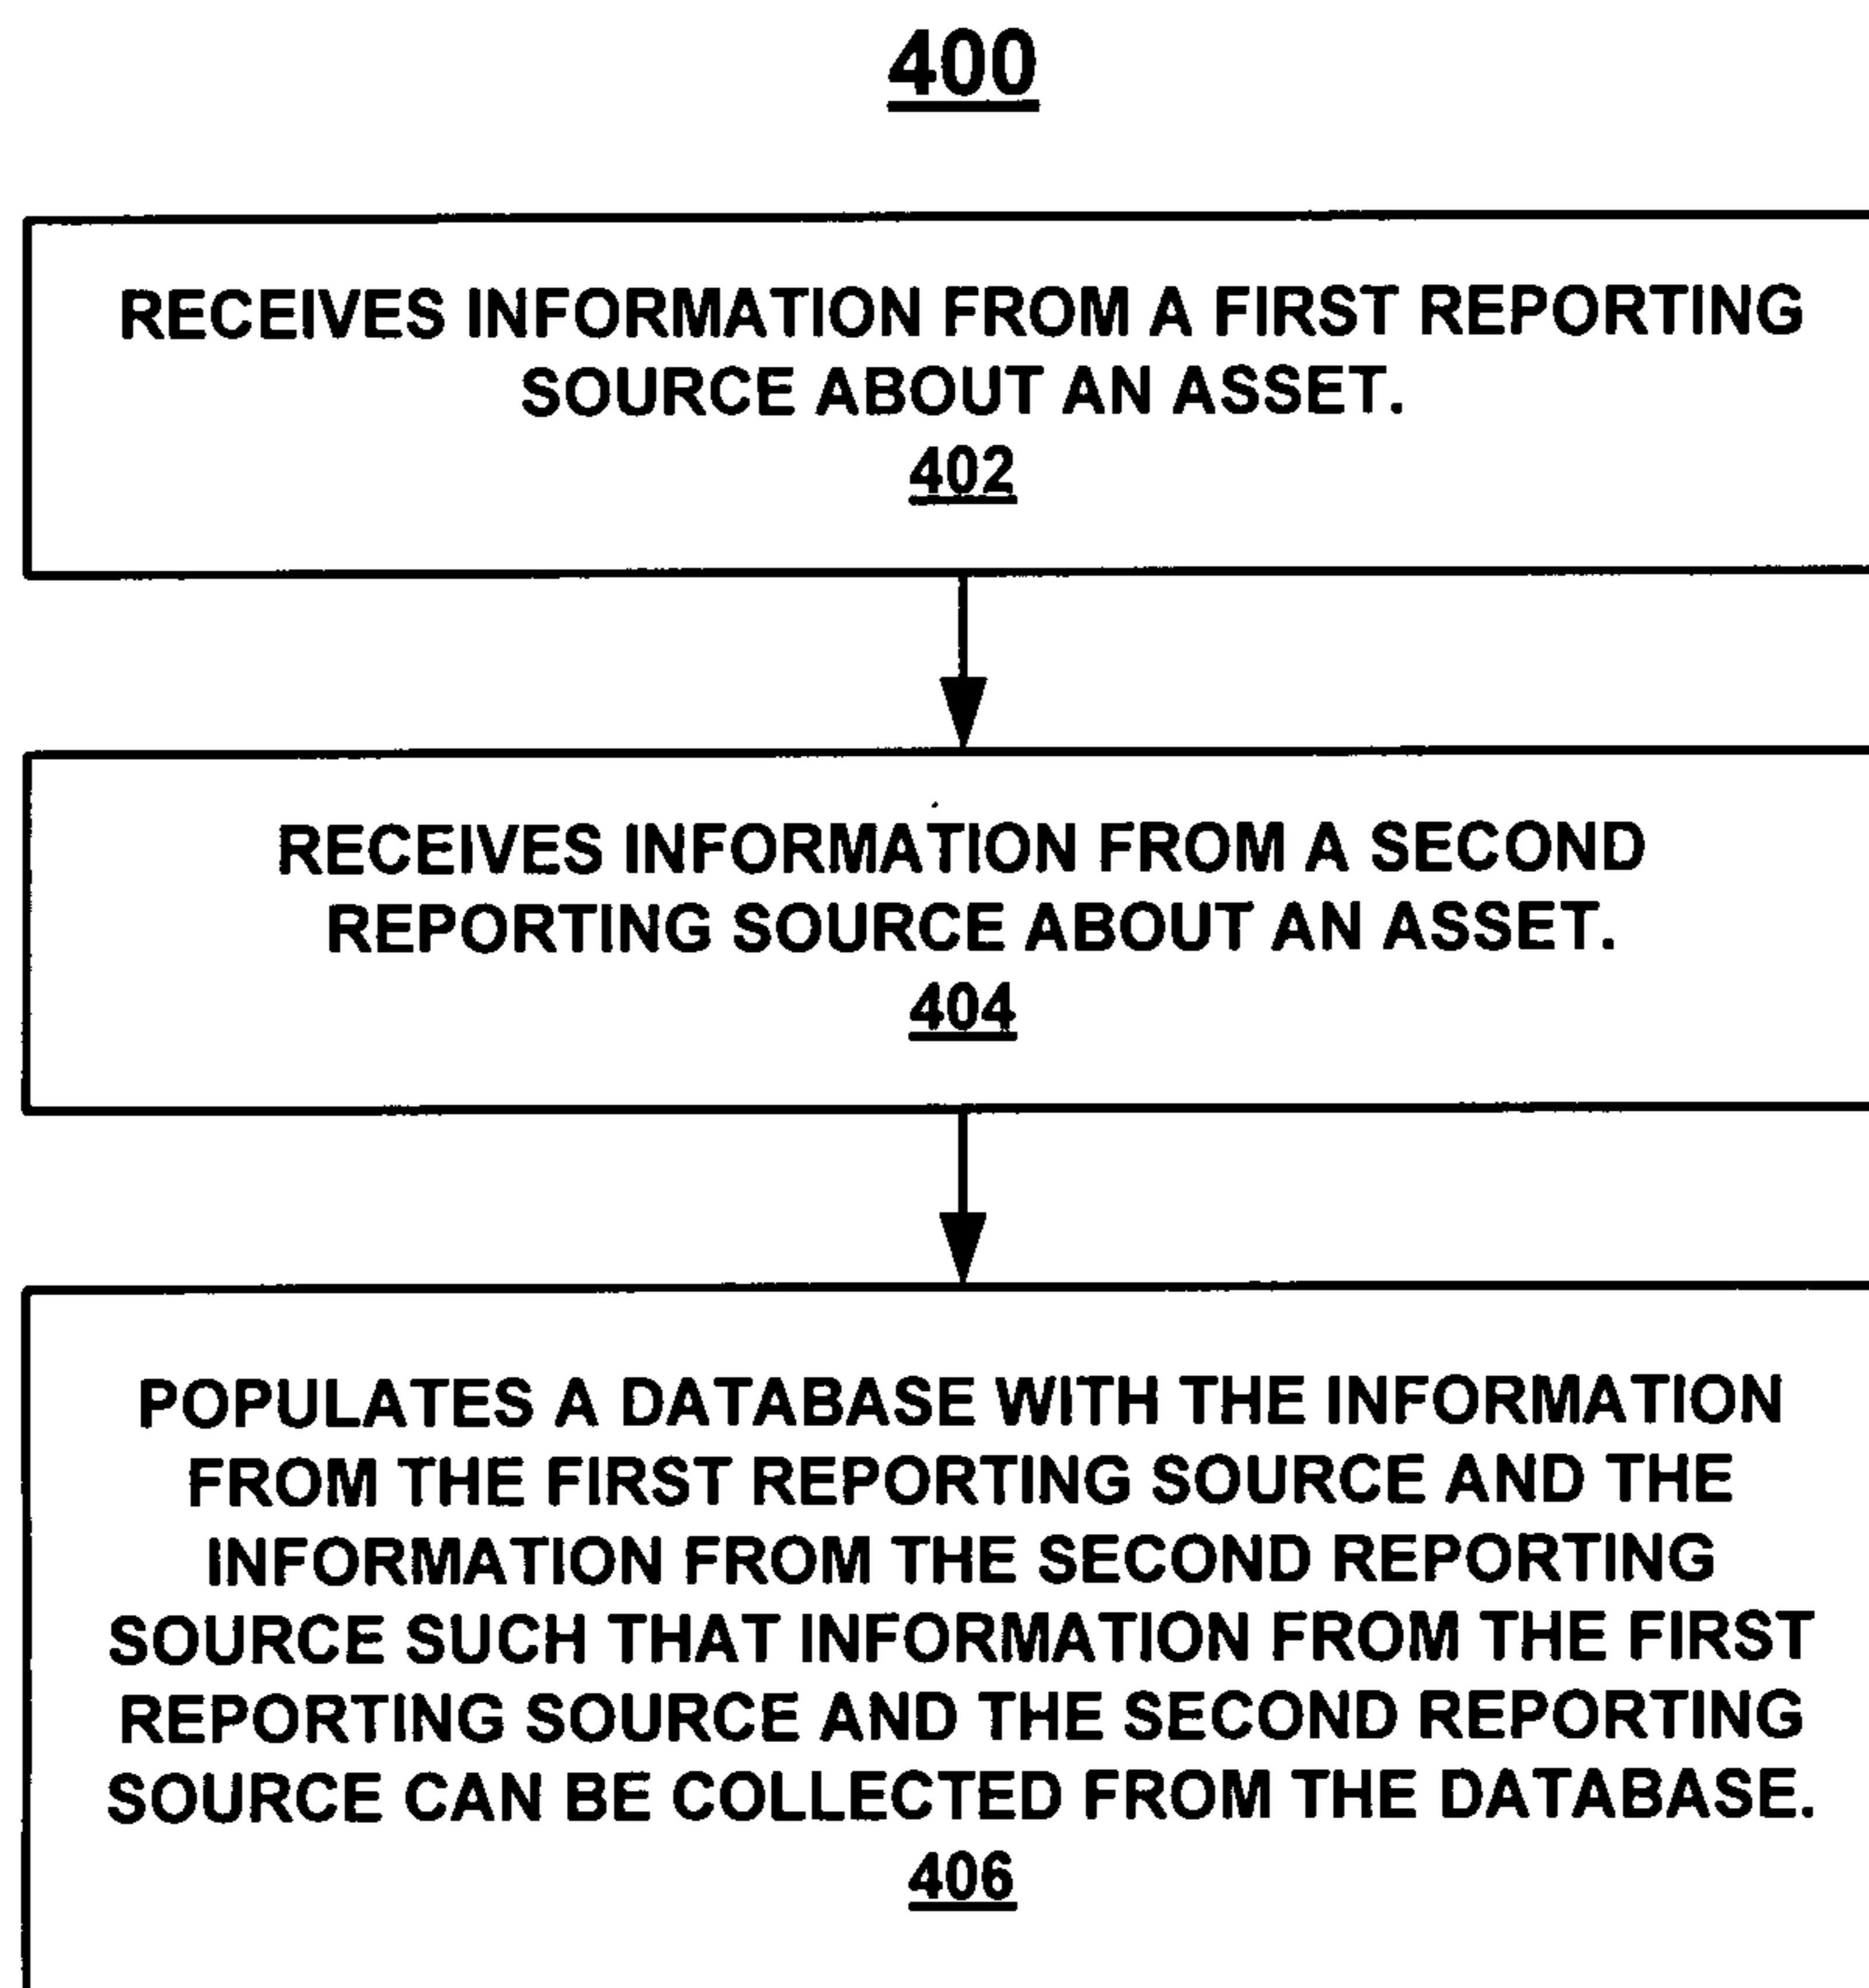 400
RECEIVES INFORMATION FROM A FIRST REPORTING
SOURCE ABOUT AN ASSET.
402
RECEIVES INFORMATION FROM A SECOND
REPORTING SOURCE ABOUT AN ASSET.
404
POPULATES A DATABASE WITH THE INFORMATION
FROM THE FIRST REPORTING SOURCE AND THE
INFORMATION FROM THE SECOND REPORTING
SOURCE SUCH THAT INFORMATION FROM THE FIRST
REPORTING SOURCE AND THE SECOND REPORTING
SOURCE CAN BE COLLECTED FROM THE DATABASE.
406